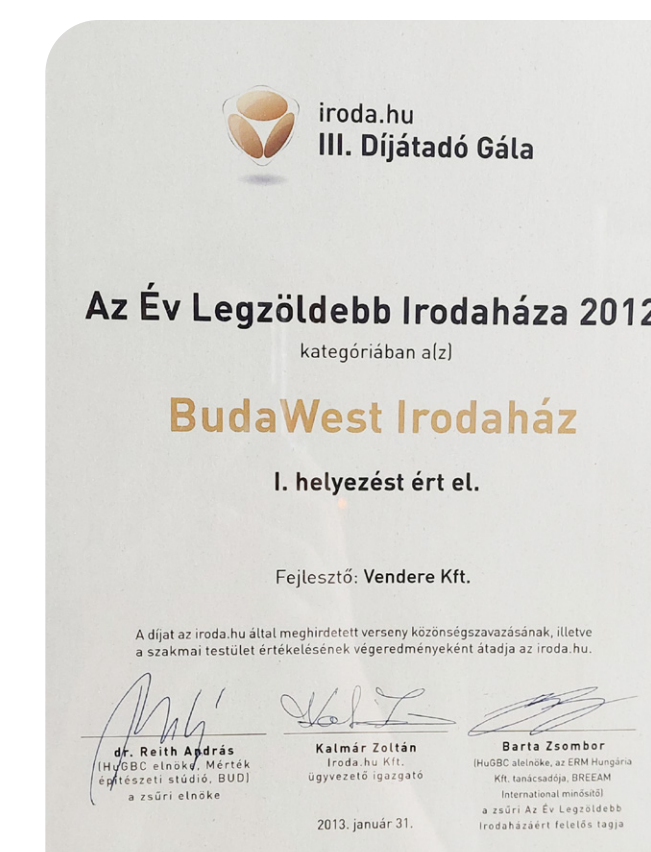 iroda.hu
III. Díjátadó Gála
Az Év Legzöldebb Irodaháza 2012
kategóriában a(z)
BudaWest Irodaház
I. helyezést ért el.
Fejlesztő: Vendere Kft.
A díjat az iroda.hu által meghirdetett verseny közönségszavazásának, illetve
a szakmai testület értékelésének végeredményeként átadja az iroda.hu.
dr. Reith András
(HuGBC elnöke, Mérték
építészeti stúdió, BUD)
a zsűri elnöke
Kalmár Zoltán
Iroda.hu Kft.
ügyvezető igazgató
2013. január 31.
Barta Zsombor
(HuGBC alelnöke, az ERM Hungária
Kft. tanácsadója, BREEAM
International minősítő)
a zsűri Az Év Legzöldebb
Irodaházáért felelős tagja